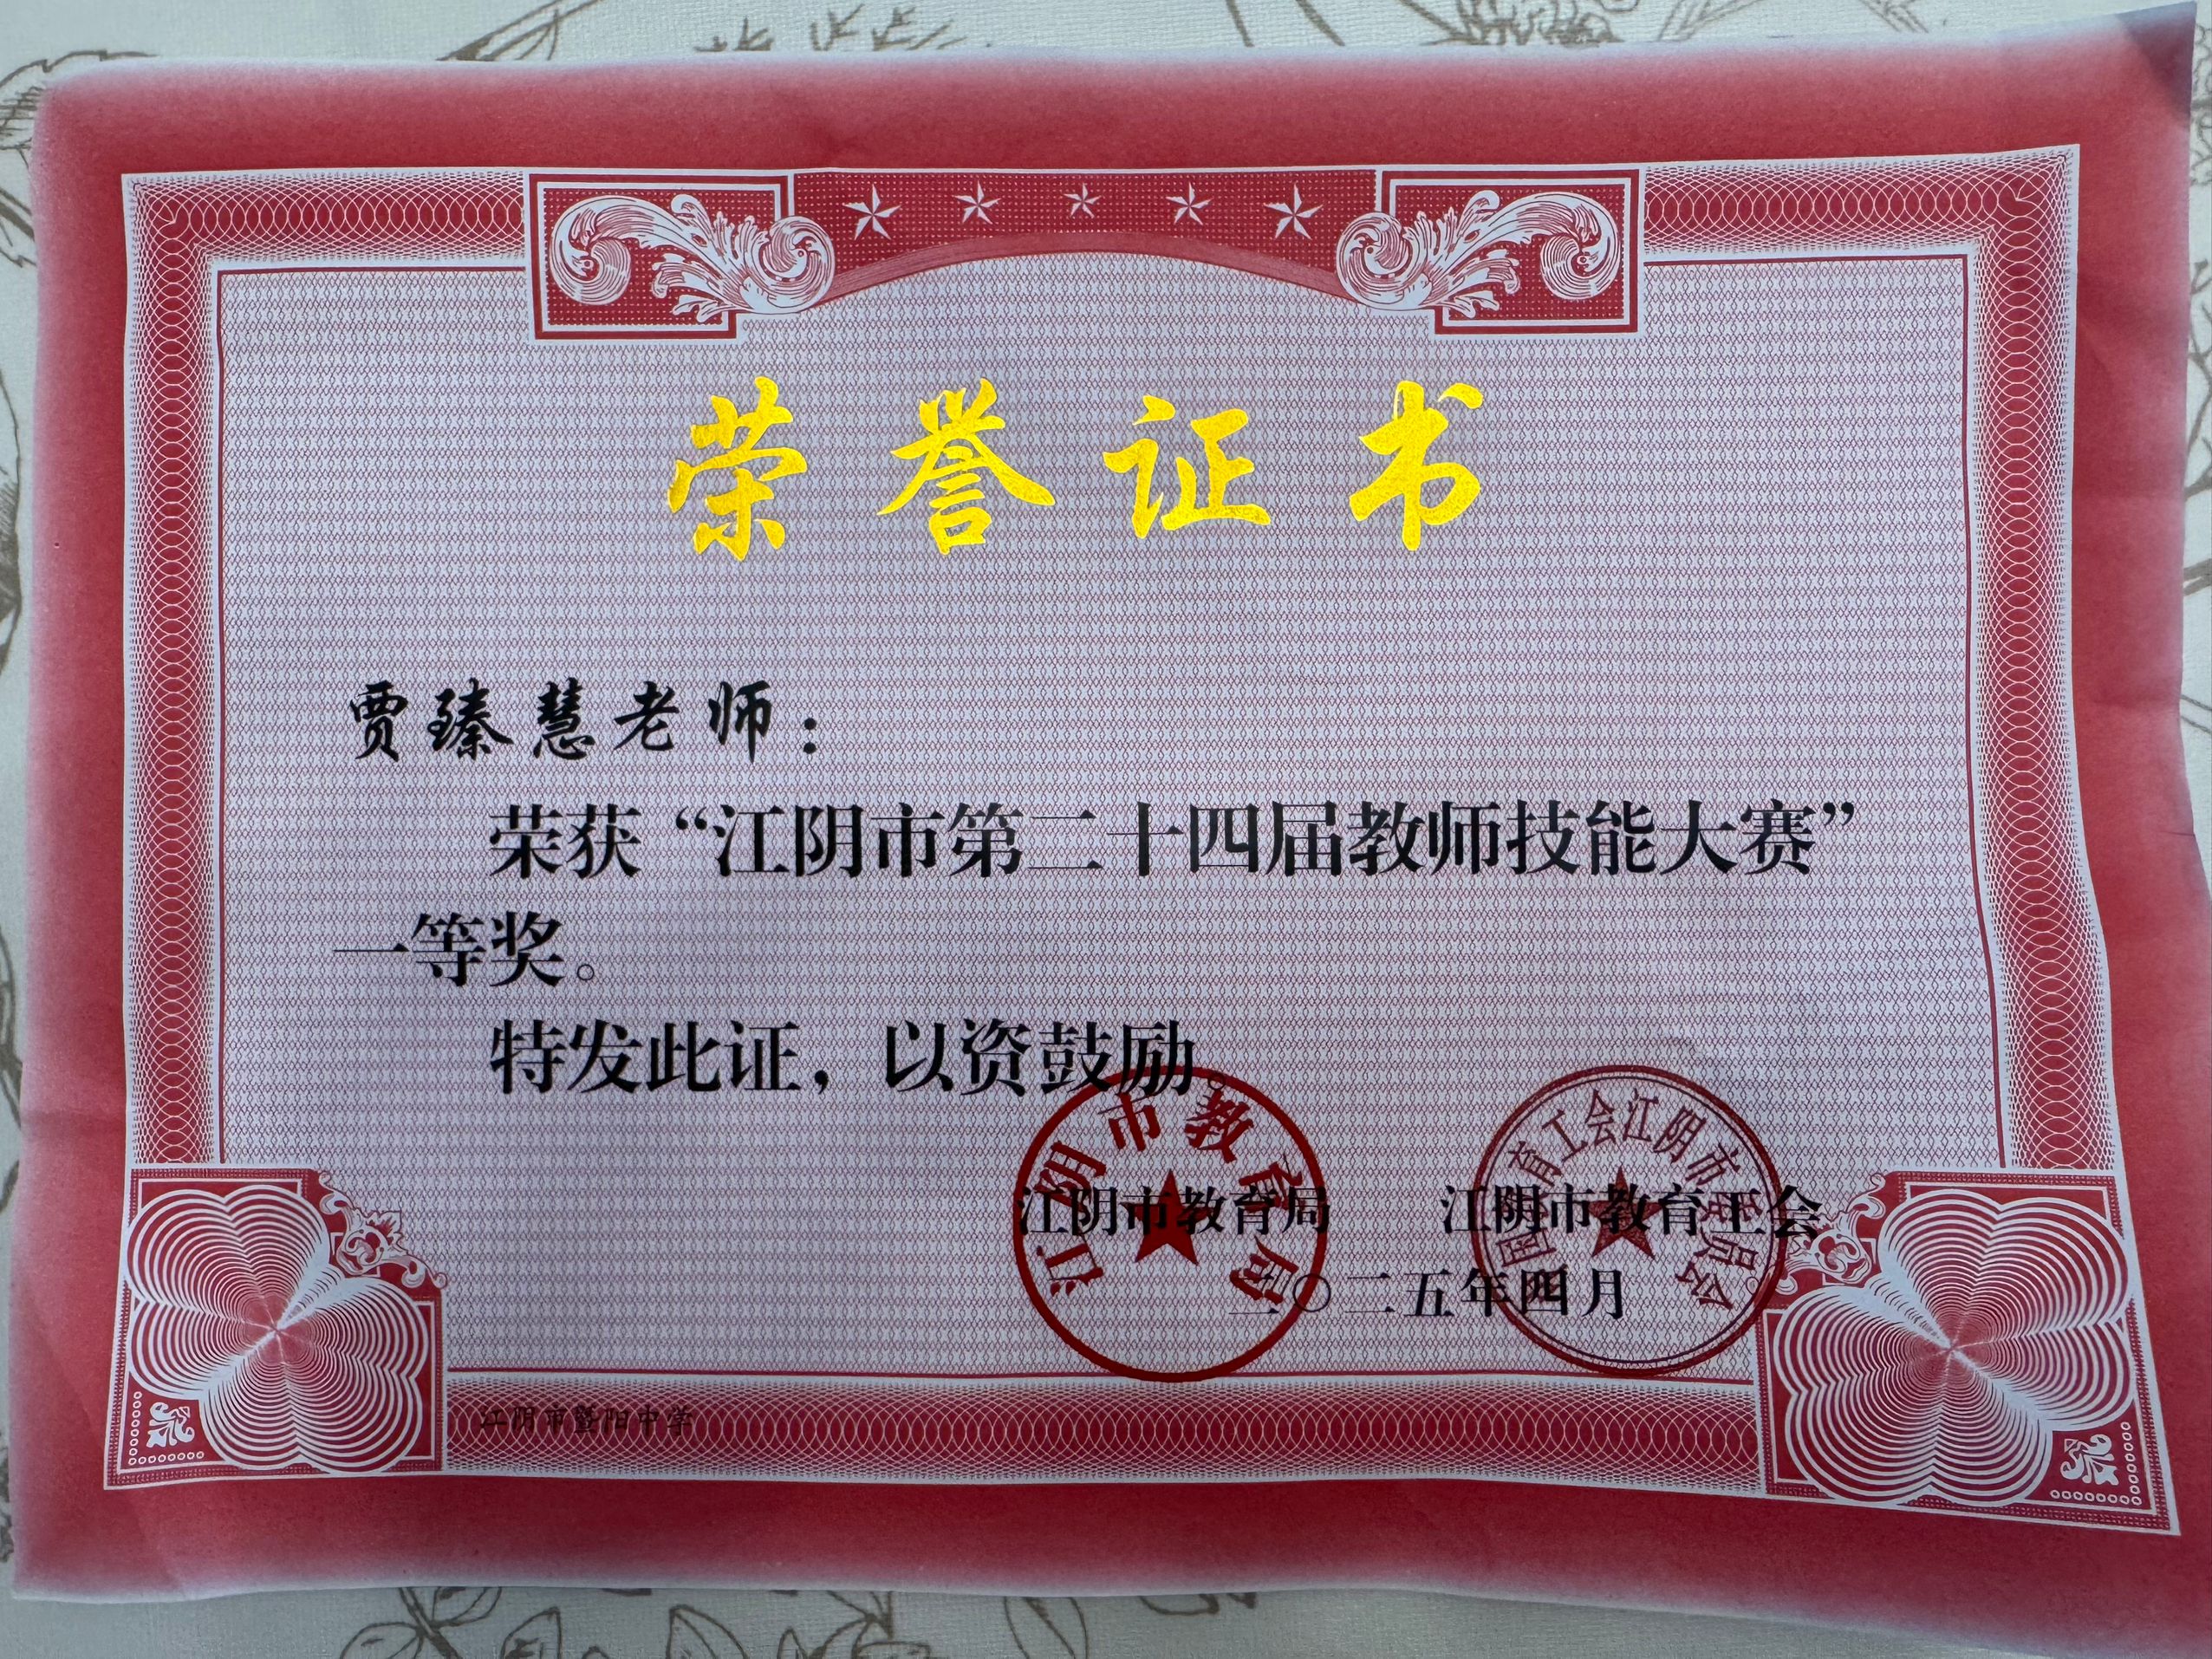 荣誉证书
贾臻慧老师：
荣获“江阴市第二十四届教师技能大赛”
一等奖。
特发此证，以资鼓励。
江阴市教育局
江阴市教育局 江阴市教育工会
育工会江阴市
员会
二〇二五年四月
江阴市暨阳中学